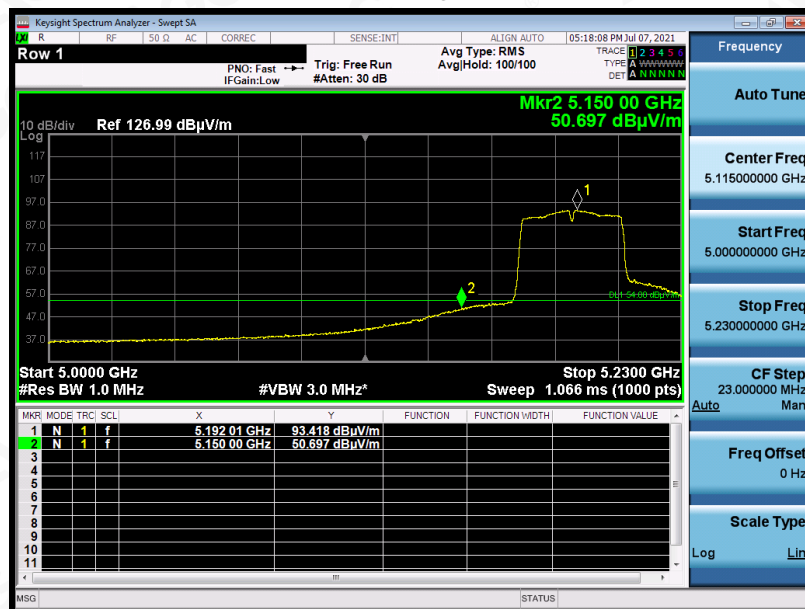 Keysight Spectrum Analyzer - Swept SA
LXI R RF 50 Ω AC CORREC SENSE:INT ALIGN AUTO 05:18:08 PM Jul 07, 2021
Row 1
PNO: Fast
IFGain:Low
Trig: Free Run
#Atten: 30 dB
Avg Type: RMS
Avg|Hold: 100/100
TRACE 1 2 3 4 5 6
TYPE A WWWWW
DET A N N N N N
Mkr2 5.150 00 GHz
50.697 dBµV/m
10 dB/div Ref 126.99 dBµV/m
Log
117
107
97.0
87.0
77.0
67.0
57.0
47.0
37.0
1
2
DL1 54.00 dBµV/m
Start 5.0000 GHz Stop 5.2300 GHz
#Res BW 1.0 MHz #VBW 3.0 MHz* Sweep 1.066 ms (1000 pts)
MKR MODE TRC SCL X Y FUNCTION FUNCTION WIDTH FUNCTION VALUE
1 N 1 f 5.192 01 GHz 93.418 dBµV/m
2 N 1 f 5.150 00 GHz 50.697 dBµV/m
3
4
5
6
7
8
9
10
11
MSG STATUS
Frequency
Auto Tune
Center Freq
5.115000000 GHz
Start Freq
5.000000000 GHz
Stop Freq
5.230000000 GHz
CF Step
23.000000 MHz
Auto Man
Freq Offset
0 Hz
Scale Type
Log Lin